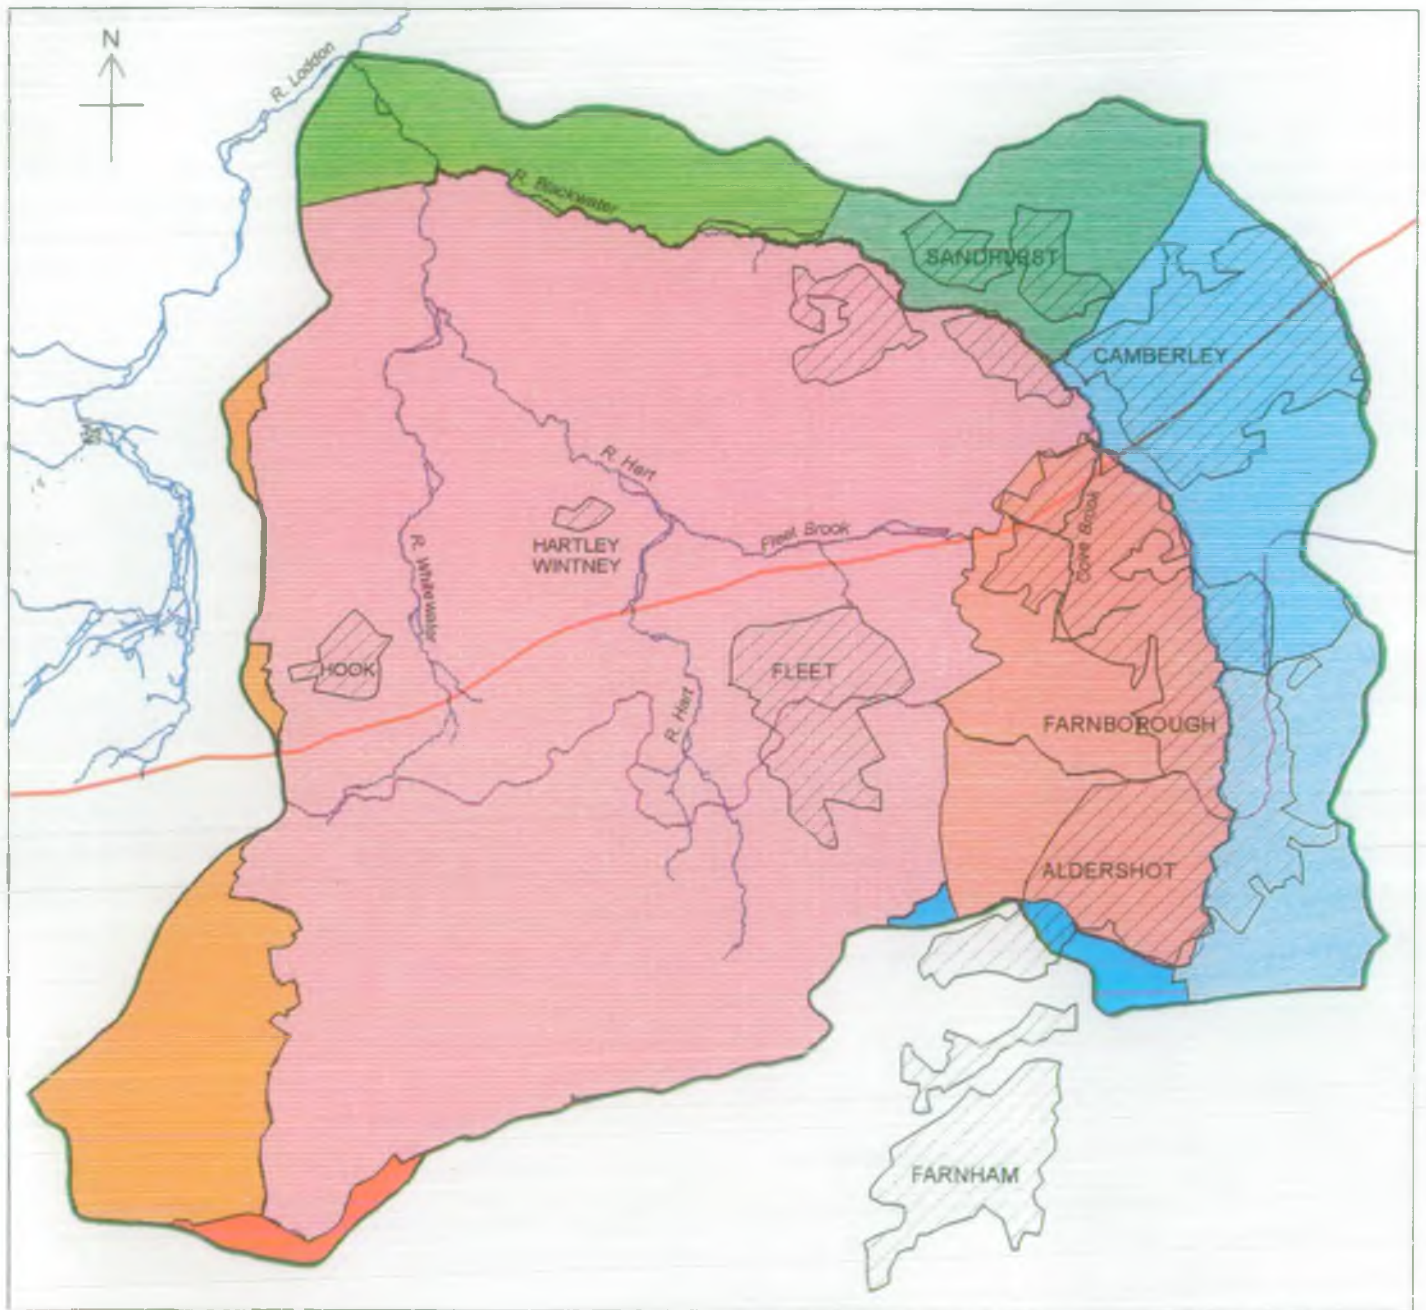 N
R. Loddon
R. Blackwater
SANDHURST
CAMBERLEY
R. Hart
Cove Brook
Fleet Brook
HARTLEY
WINTNEY
R. Whitewater
HOOK
FLEET
R. Hart
FARNBOROUGH
ALDERSHOT
FARNHAM